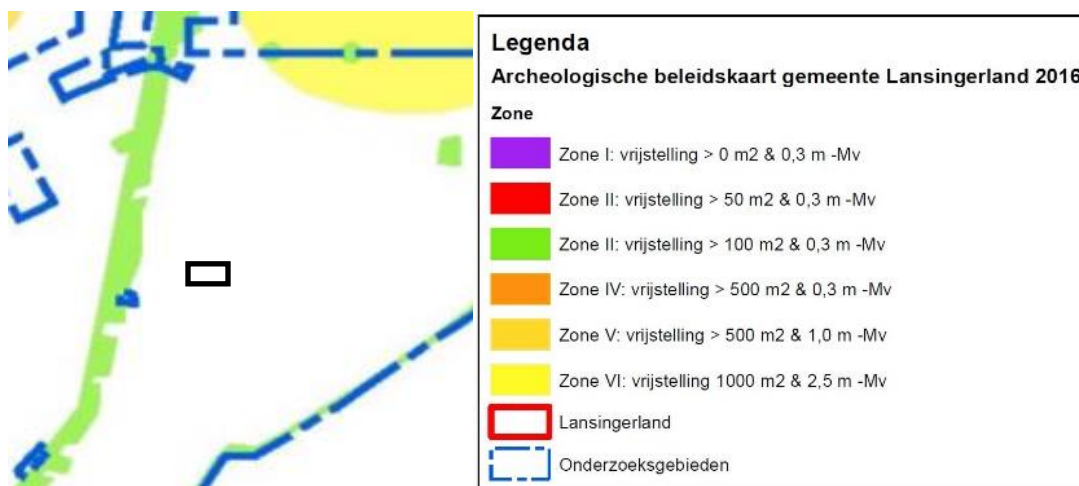 Legenda
Archeologische beleidskaart gemeente Lansingerland 2016
Zone
Zone I: vrijstelling > 0 m2 & 0,3 m -Mv
Zone II: vrijstelling > 50 m2 & 0,3 m -Mv
Zone II: vrijstelling > 100 m2 & 0,3 m -Mv
Zone IV: vrijstelling > 500 m2 & 0,3 m -Mv
Zone V: vrijstelling > 500 m2 & 1,0 m -Mv
Zone VI: vrijstelling 1000 m2 & 2,5 m -Mv
Lansingerland
Onderzoeksgebieden